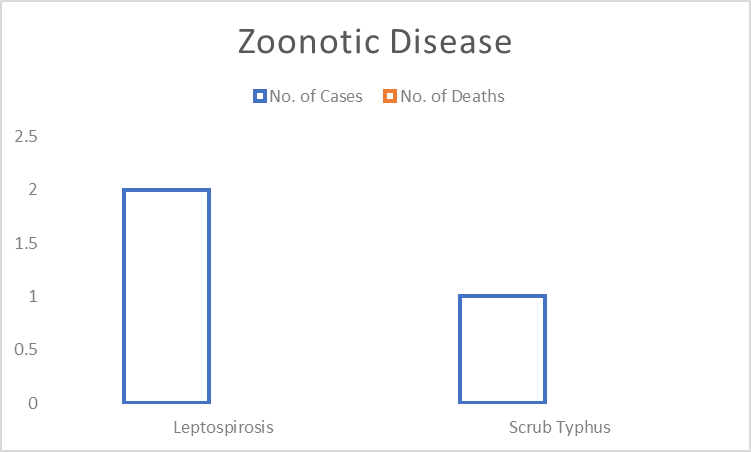 Zoonotic Disease
No. of Cases No. of Deaths
2.5
2
1.5
1
0.5
0
Leptospirosis Scrub Typhus